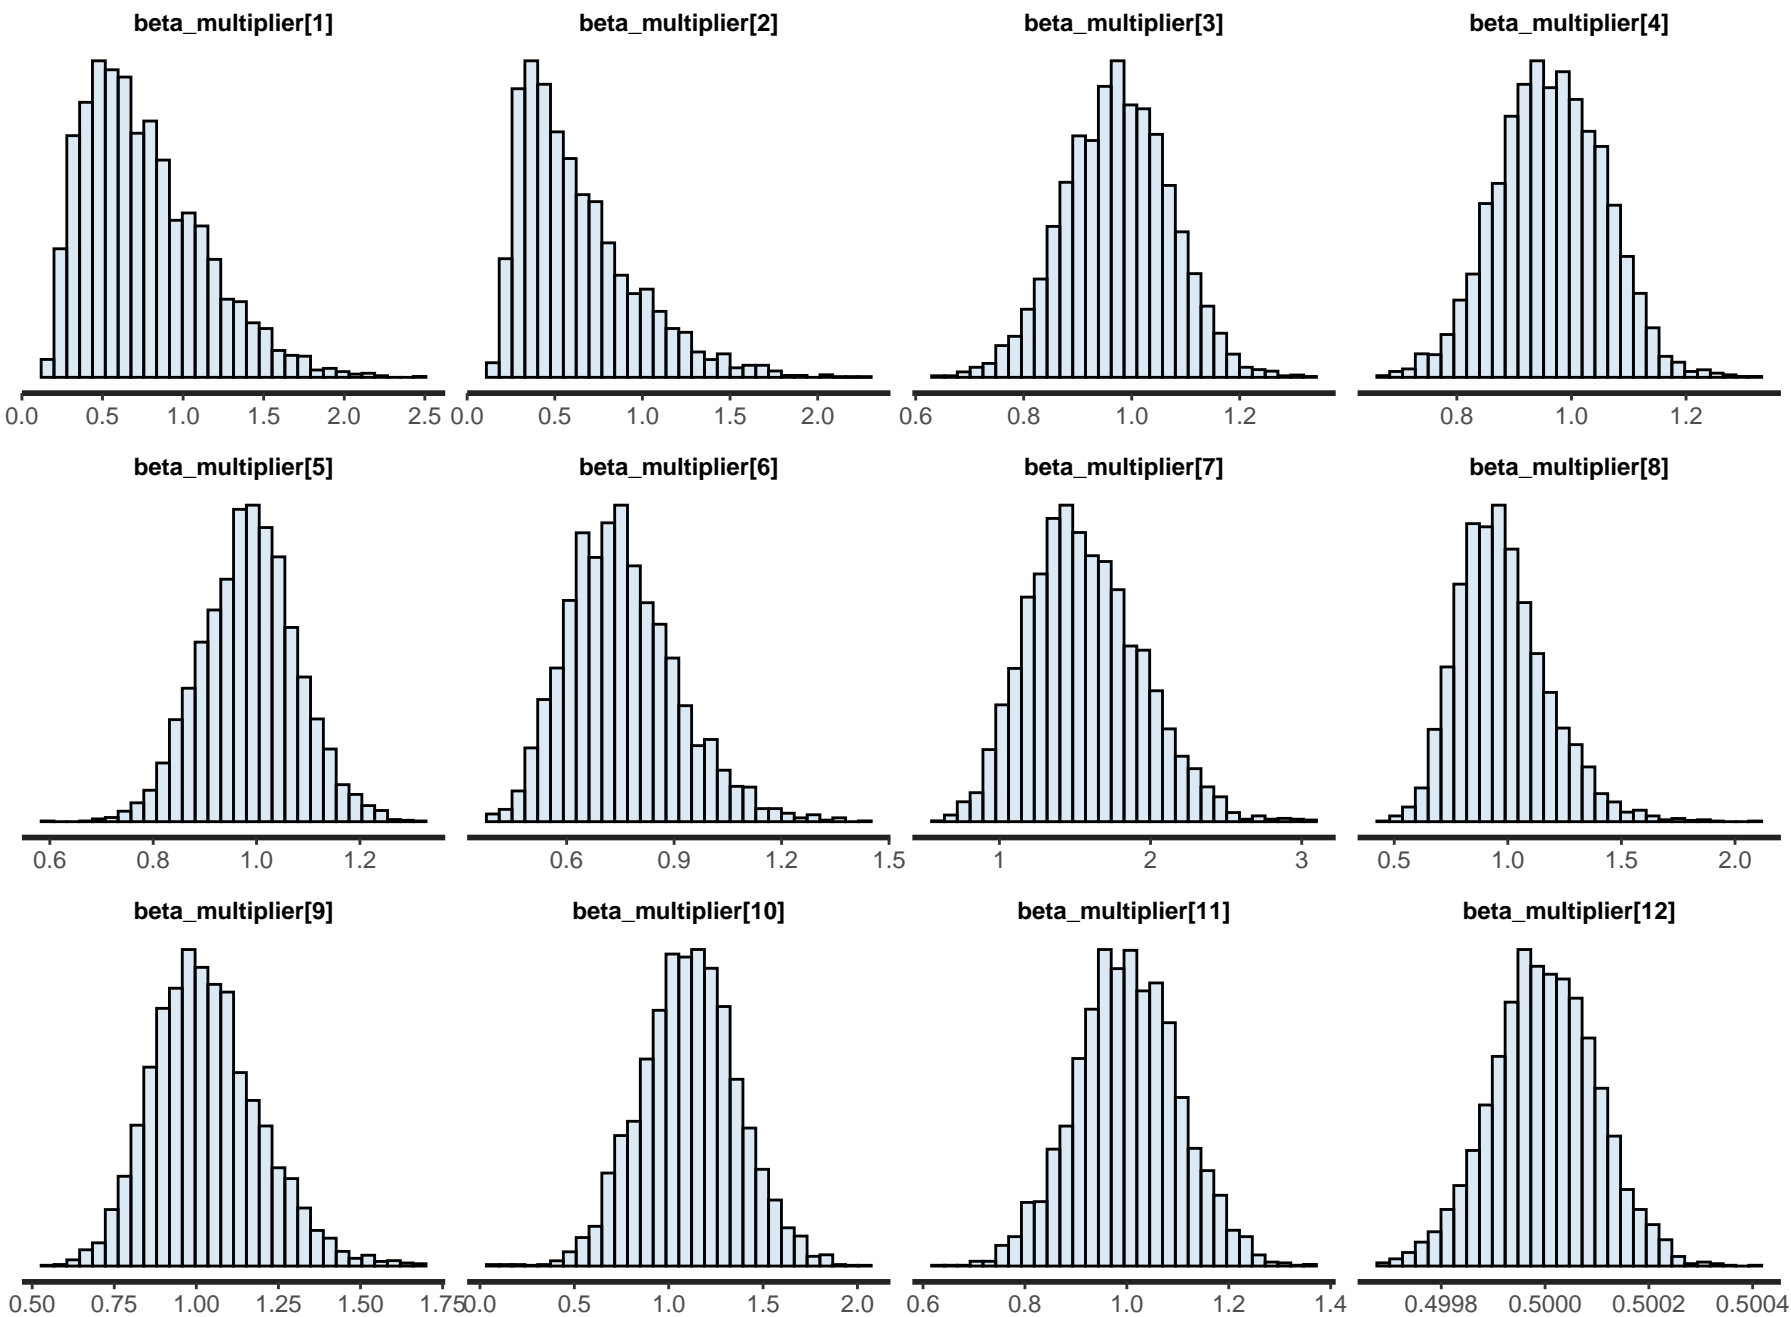 beta_multiplier[1] beta_multiplier[2] beta_multiplier[3] beta_multiplier[4]
0.0 0.5 1.0 1.5 2.0 2.5 0.0 0.5 1.0 1.5 2.0 0.6 0.8 1.0 1.2 0.8 1.0 1.2
beta_multiplier[5] beta_multiplier[6] beta_multiplier[7] beta_multiplier[8]
0.6 0.8 1.0 1.2 0.6 0.9 1.2 1.5 1 2 3 0.5 1.0 1.5 2.0
beta_multiplier[9] beta_multiplier[10] beta_multiplier[11] beta_multiplier[12]
0.50 0.75 1.00 1.25 1.50 1.75 0.0 0.5 1.0 1.5 2.0 0.6 0.8 1.0 1.2 1.4 0.4998 0.5000 0.5002 0.5004